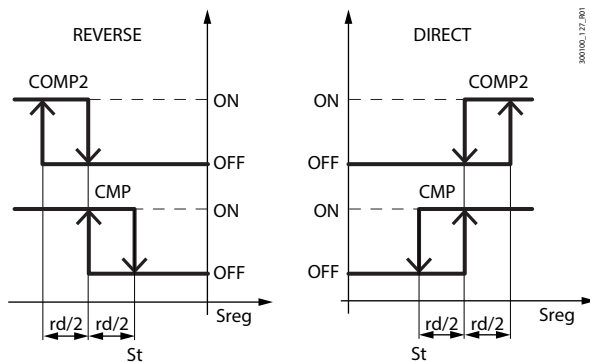 REVERSE
COMP2
ON
OFF
CMP
ON
OFF
rd/2 rd/2
Sreg
St
DIRECT
COMP2
ON
OFF
CMP
ON
OFF
rd/2 rd/2
Sreg
St
300100_127_R01